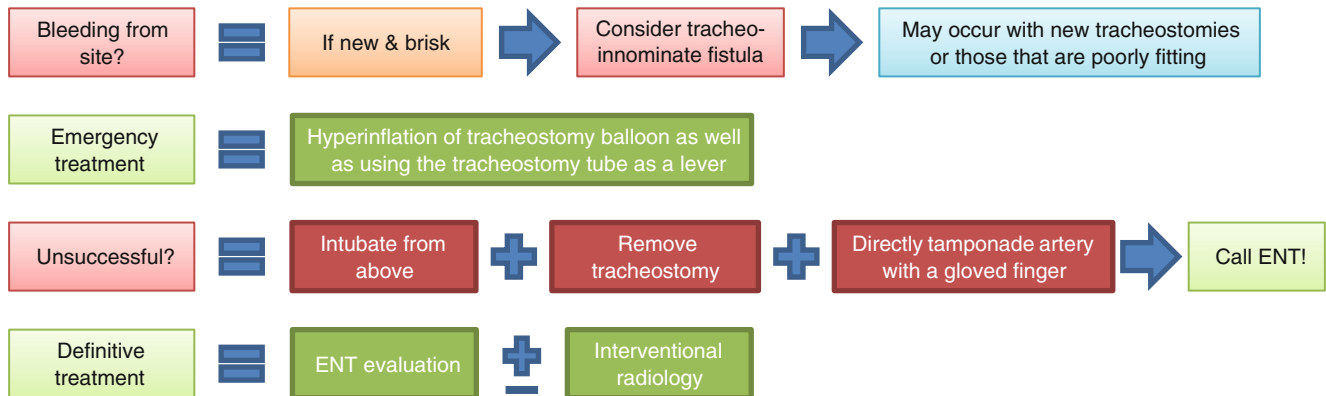 Bleeding from
site?
If new & brisk
Consider tracheo-
innominate fistula
May occur with new tracheostomies
or those that are poorly fitting
Emergency
treatment
Hyperinflation of tracheostomy balloon as well
as using the tracheostomy tube as a lever
Unsuccessful?
Intubate from
above
Remove
tracheostomy
Directly tamponade artery
with a gloved finger
Call ENT!
Definitive
treatment
ENT evaluation
Interventional
radiology